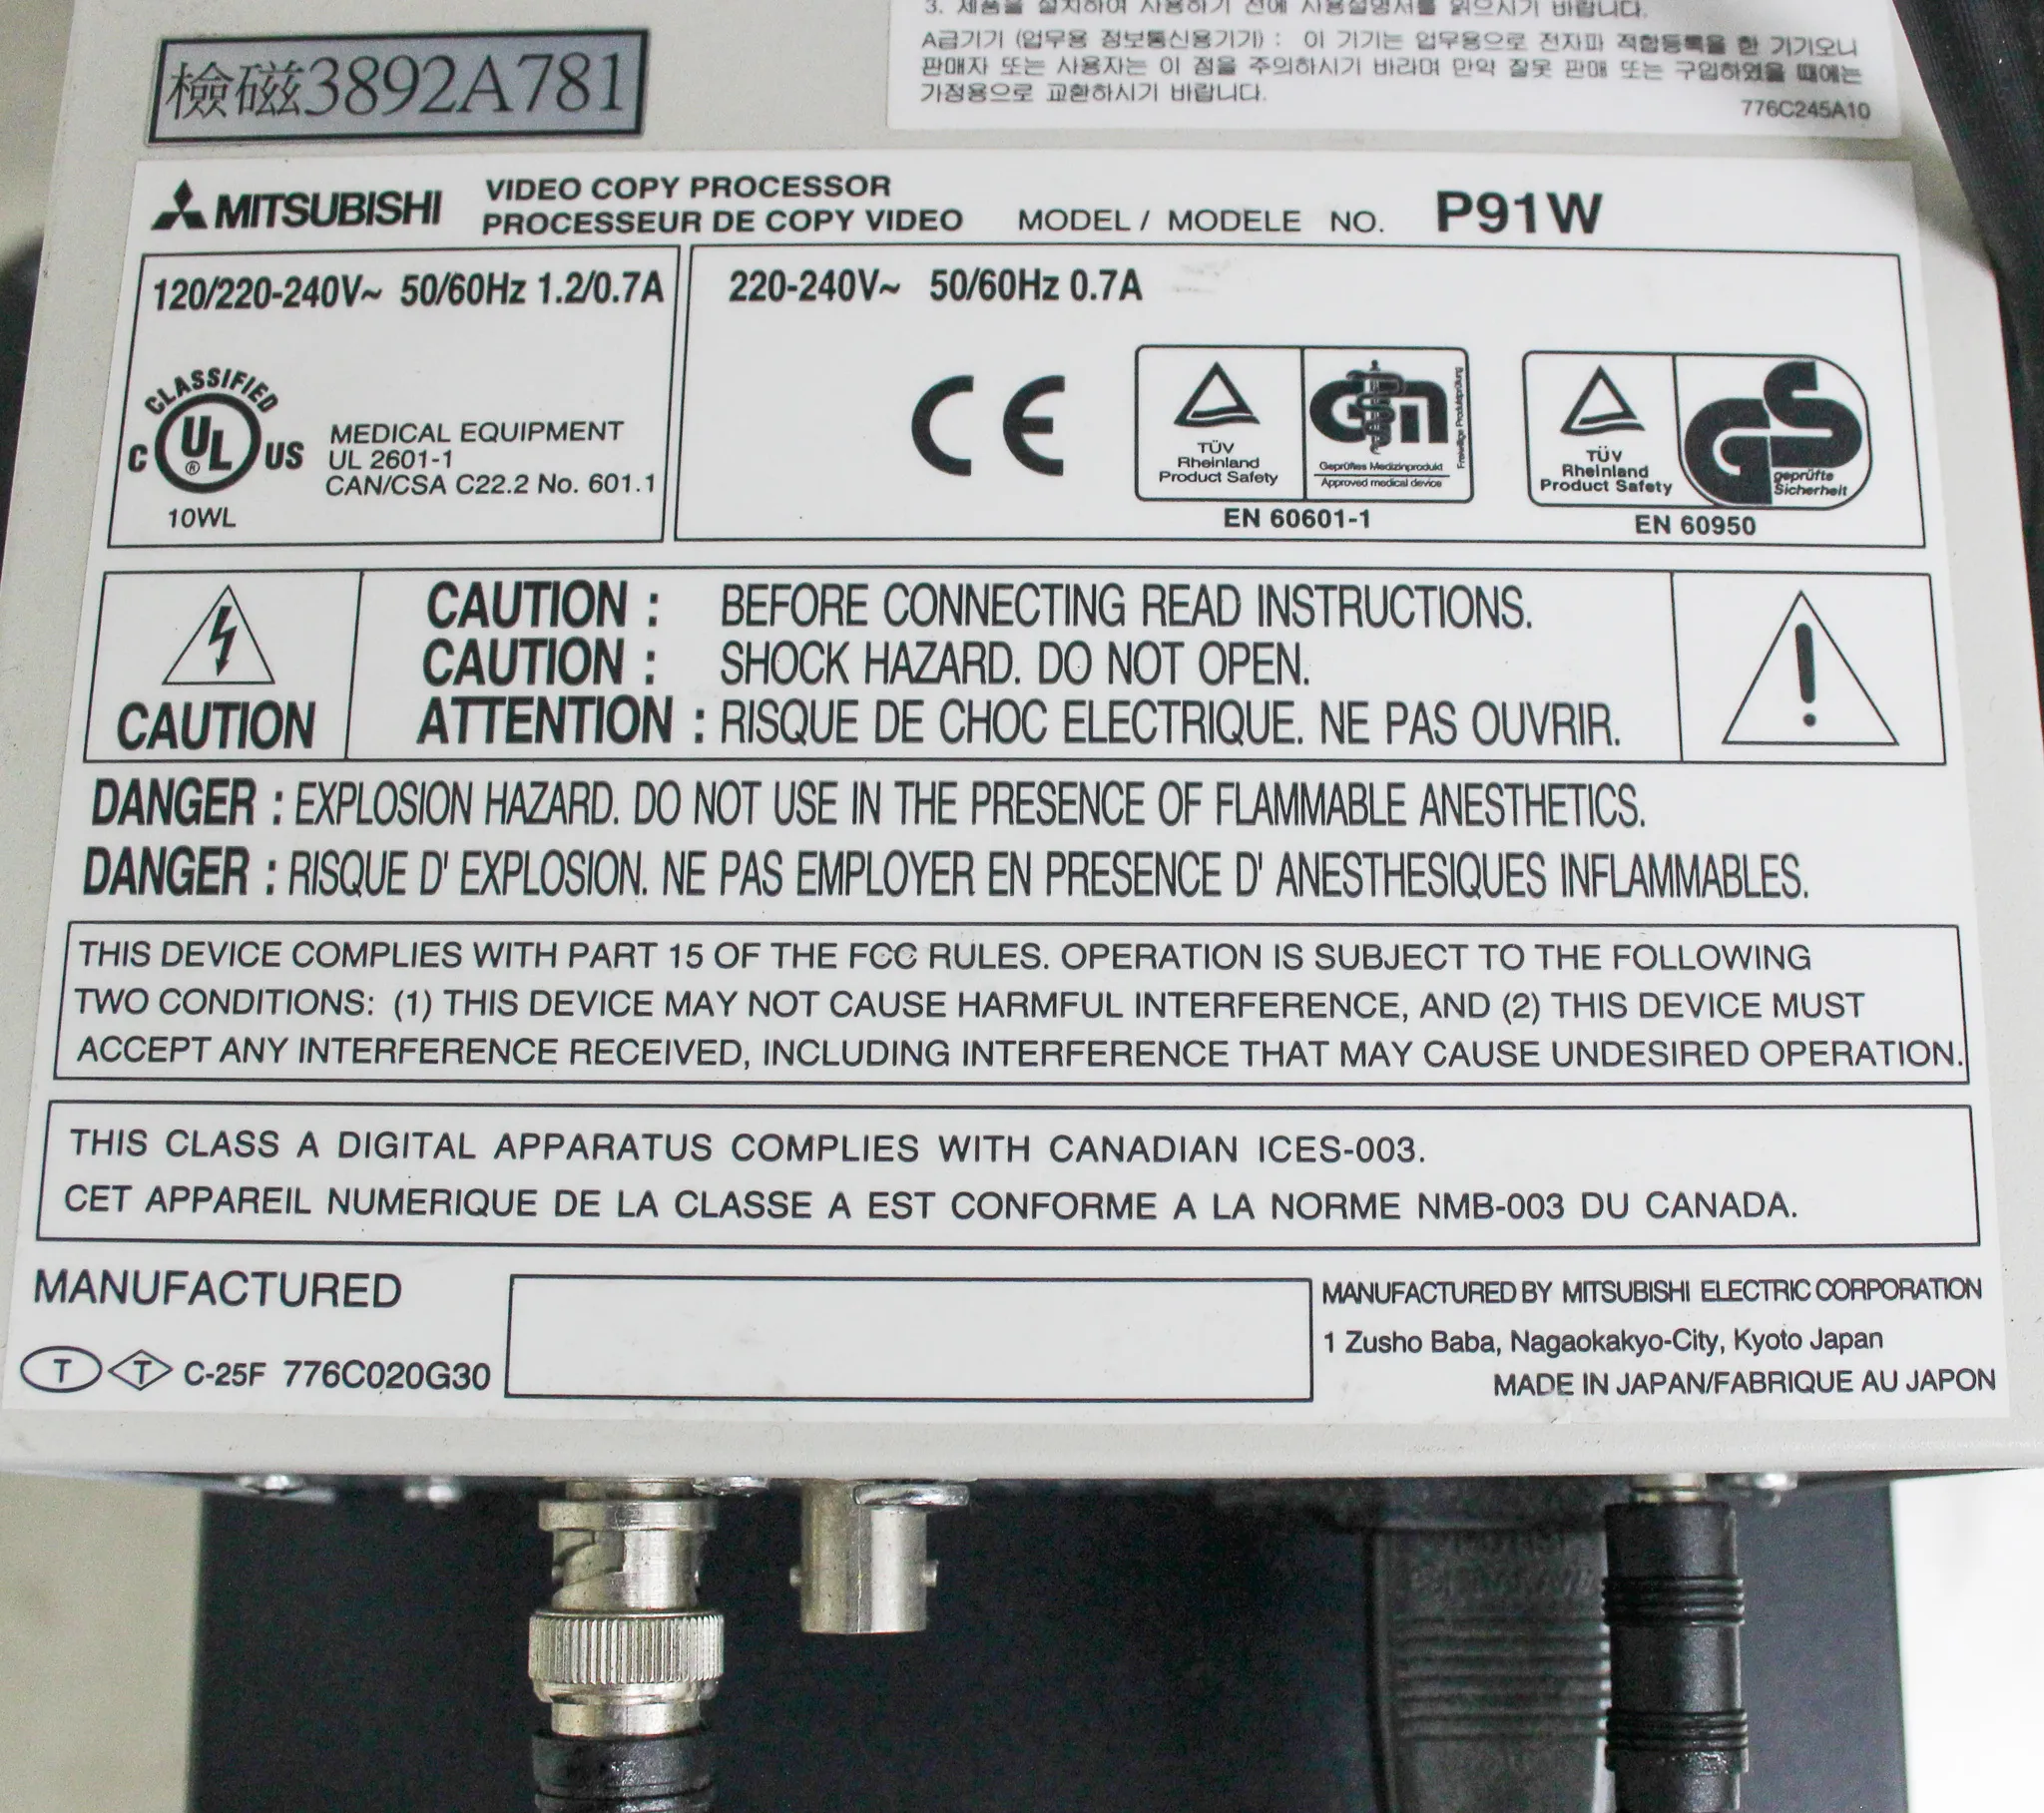 3. 제품을 설치하여 사용하기 전에 사용설명서를 읽으시기 바랍니다.
A급기기 (업무용 정보통신용기기) : 이 기기는 업무용으로 전자파 적합등록을 한 기기오니
판매자 또는 사용자는 이 점을 주의하시기 바라며 만약 잘못 판매 또는 구입하였을 때에는
가정용으로 교환하시기 바랍니다.
776C245A10
檢磁3892A781
MITSUBISHI
VIDEO COPY PROCESSOR
PROCESSEUR DE COPY VIDEO
MODEL / MODELE NO. P91W
120/220-240V~ 50/60Hz 1.2/0.7A
CLASSIFIED
C UL ® US
10WL
MEDICAL EQUIPMENT
UL 2601-1
CAN/CSA C22.2 No. 601.1
220-240V~ 50/60Hz 0.7A
CE
TÜV
Rheinland
Product Safety
Geprüftes Medizinprodukt
Approved medical device
Freiwillige Produktprüfung
EN 60601-1
TÜV
Rheinland
Product Safety
GS
geprüfte
Sicherheit
EN 60950
CAUTION
CAUTION : BEFORE CONNECTING READ INSTRUCTIONS.
CAUTION : SHOCK HAZARD. DO NOT OPEN.
ATTENTION : RISQUE DE CHOC ELECTRIQUE. NE PAS OUVRIR.
DANGER : EXPLOSION HAZARD. DO NOT USE IN THE PRESENCE OF FLAMMABLE ANESTHETICS.
DANGER : RISQUE D' EXPLOSION. NE PAS EMPLOYER EN PRESENCE D' ANESTHESIQUES INFLAMMABLES.
THIS DEVICE COMPLIES WITH PART 15 OF THE FCC RULES. OPERATION IS SUBJECT TO THE FOLLOWING
TWO CONDITIONS: (1) THIS DEVICE MAY NOT CAUSE HARMFUL INTERFERENCE, AND (2) THIS DEVICE MUST
ACCEPT ANY INTERFERENCE RECEIVED, INCLUDING INTERFERENCE THAT MAY CAUSE UNDESIRED OPERATION.
THIS CLASS A DIGITAL APPARATUS COMPLIES WITH CANADIAN ICES-003.
CET APPAREIL NUMERIQUE DE LA CLASSE A EST CONFORME A LA NORME NMB-003 DU CANADA.
MANUFACTURED
T T C-25F 776C020G30
MANUFACTURED BY MITSUBISHI ELECTRIC CORPORATION
1 Zusho Baba, Nagaokakyo-City, Kyoto Japan
MADE IN JAPAN/FABRIQUE AU JAPON